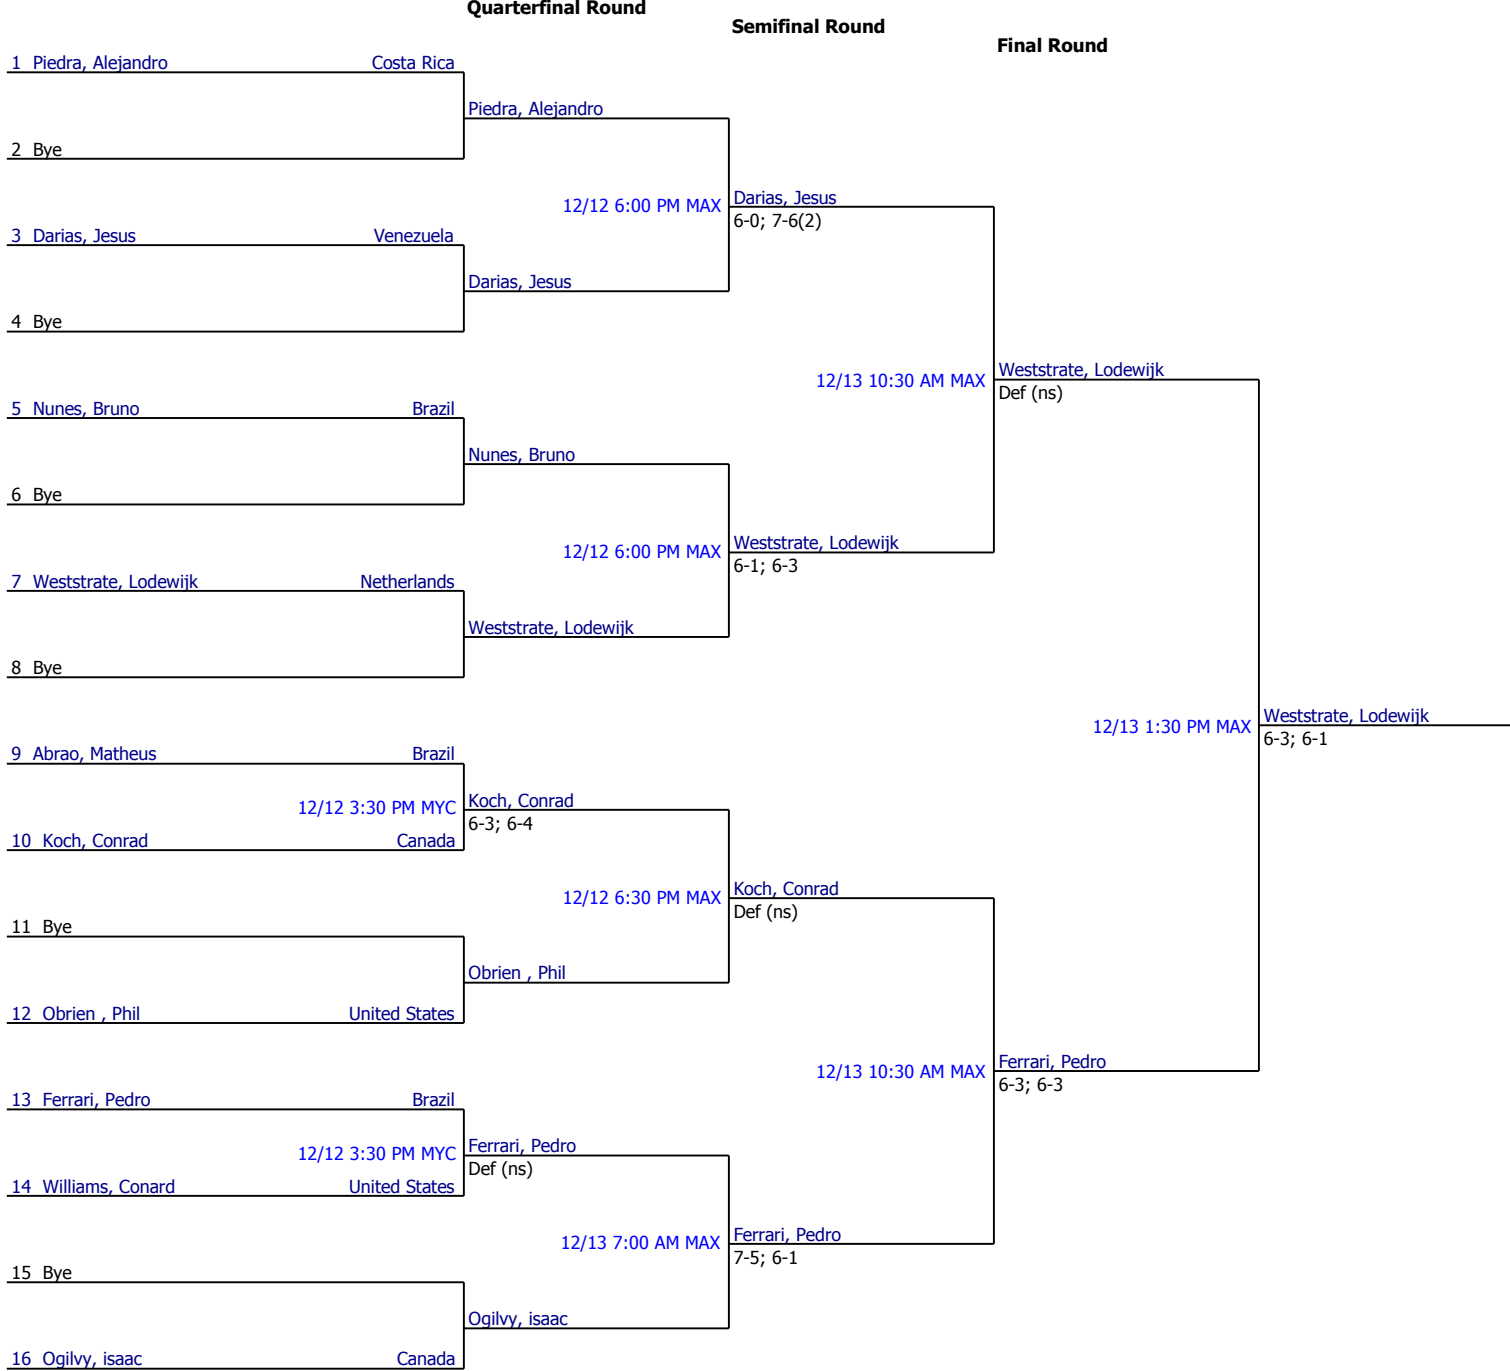 Quarterfinal Round
Semifinal Round
Final Round
1 Piedra, Alejandro Costa Rica
Piedra, Alejandro
2 Bye
12/12 6:00 PM MAX Darias, Jesus
6-0; 7-6(2)
3 Darias, Jesus Venezuela
Darias, Jesus
4 Bye
12/13 10:30 AM MAX Weststrate, Lodewijk
Def (ns)
5 Nunes, Bruno Brazil
Nunes, Bruno
6 Bye
12/12 6:00 PM MAX Weststrate, Lodewijk
6-1; 6-3
7 Weststrate, Lodewijk Netherlands
Weststrate, Lodewijk
8 Bye
12/13 1:30 PM MAX Weststrate, Lodewijk
6-3; 6-1
9 Abrao, Matheus Brazil
12/12 3:30 PM MYC Koch, Conrad
6-3; 6-4
10 Koch, Conrad Canada
12/12 6:30 PM MAX Koch, Conrad
Def (ns)
11 Bye
Obrien , Phil
12 Obrien , Phil United States
12/13 10:30 AM MAX Ferrari, Pedro
6-3; 6-3
13 Ferrari, Pedro Brazil
12/12 3:30 PM MYC Ferrari, Pedro
Def (ns)
14 Williams, Conard United States
12/13 7:00 AM MAX Ferrari, Pedro
7-5; 6-1
15 Bye
Ogilvy, isaac
16 Ogilvy, isaac Canada